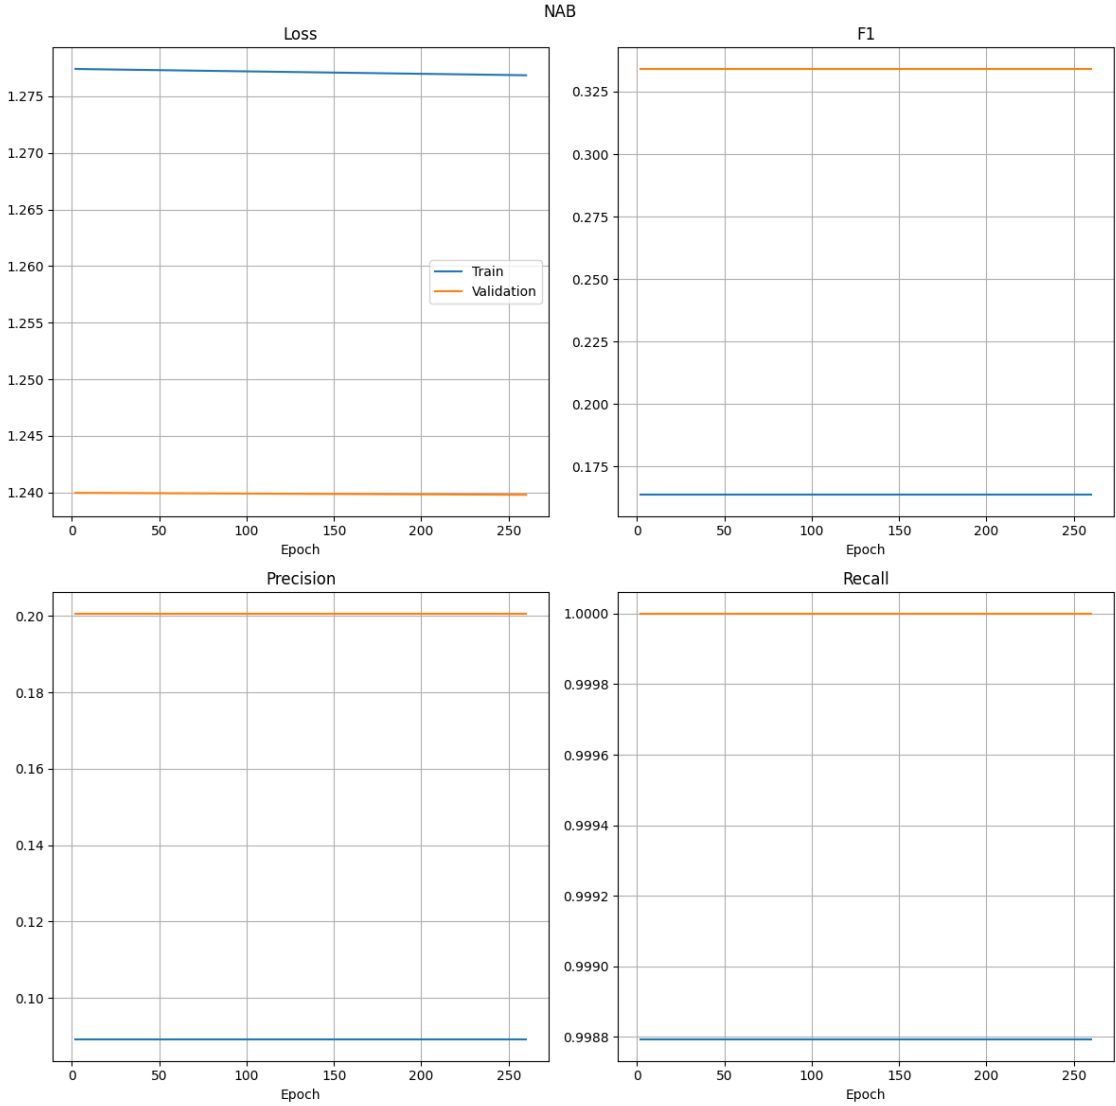 NAB
Loss
1.275
1.270
1.265
1.260
1.255
1.250
1.245
1.240
Train
Validation
0 50 100 150 200 250
Epoch
F1
0.325
0.300
0.275
0.250
0.225
0.200
0.175
0 50 100 150 200 250
Epoch
Precision
0.20
0.18
0.16
0.14
0.12
0.10
0 50 100 150 200 250
Epoch
Recall
1.0000
0.9998
0.9996
0.9994
0.9992
0.9990
0.9988
0 50 100 150 200 250
Epoch